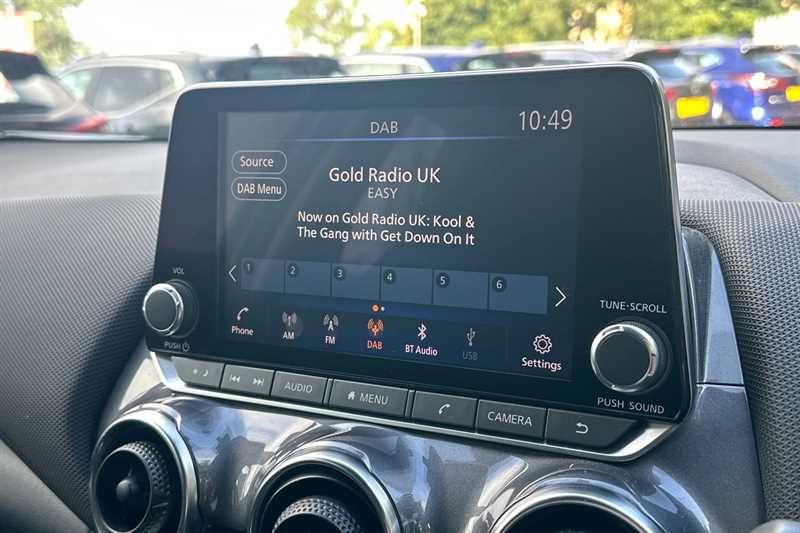 DAB
10:49
Source
DAB Menu
Gold Radio UK
EASY
Now on Gold Radio UK: Kool &
The Gang with Get Down On It
1 2 3 4 5 6
Phone
AM
FM
DAB
BT Audio
USB
Settings
VOL
PUSH
TUNE·SCROLL
PUSH SOUND
AUDIO
MENU
CAMERA